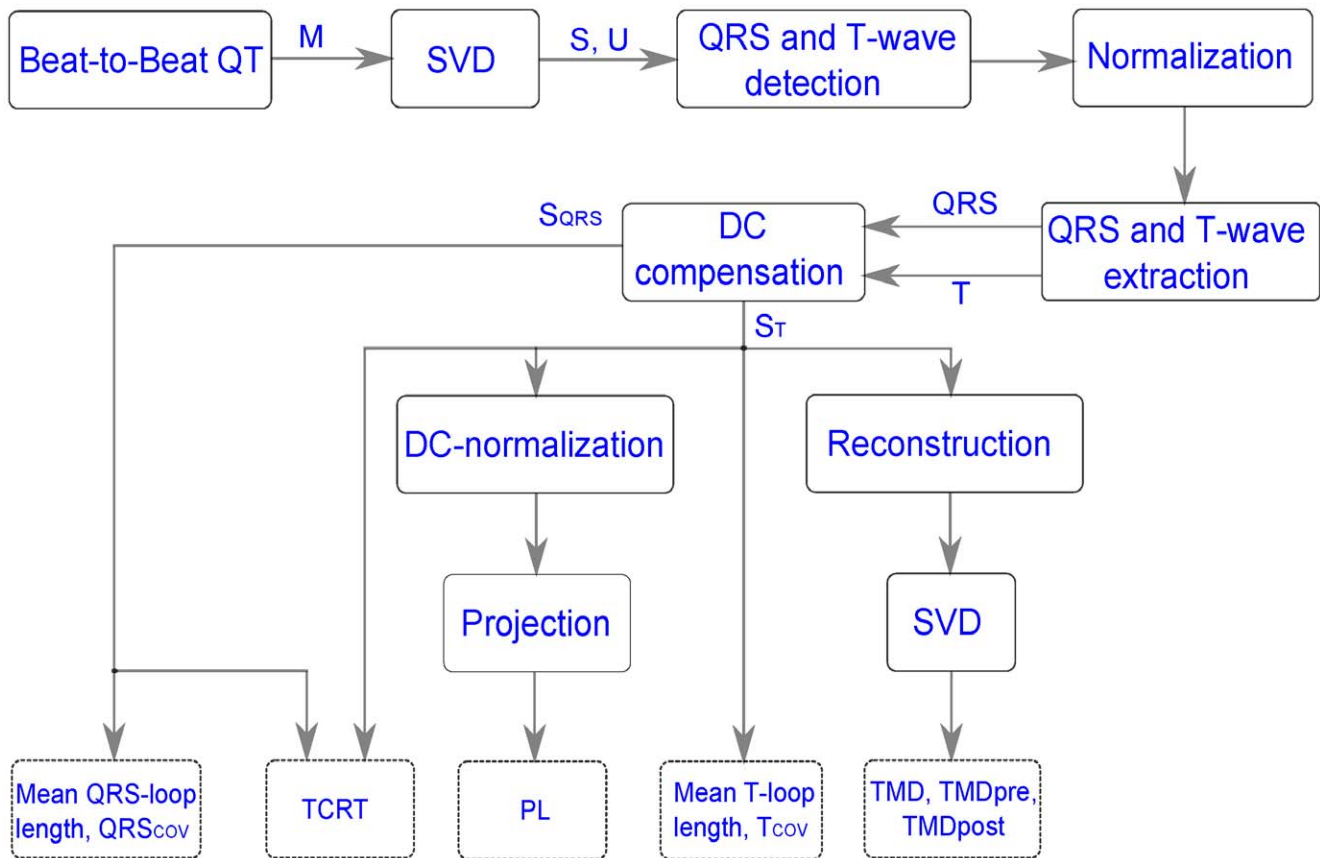 M
S, U
Beat-to-Beat QT
SVD
QRS and T-wave
detection
Normalization
SQRS
QRS
DC
compensation
QRS and T-wave
extraction
T
ST
DC-normalization
Reconstruction
Projection
SVD
Mean QRS-loop
length, QRSCOV
TCRT
PL
Mean T-loop
length, TCOV
TMD, TMDpre,
TMDpost